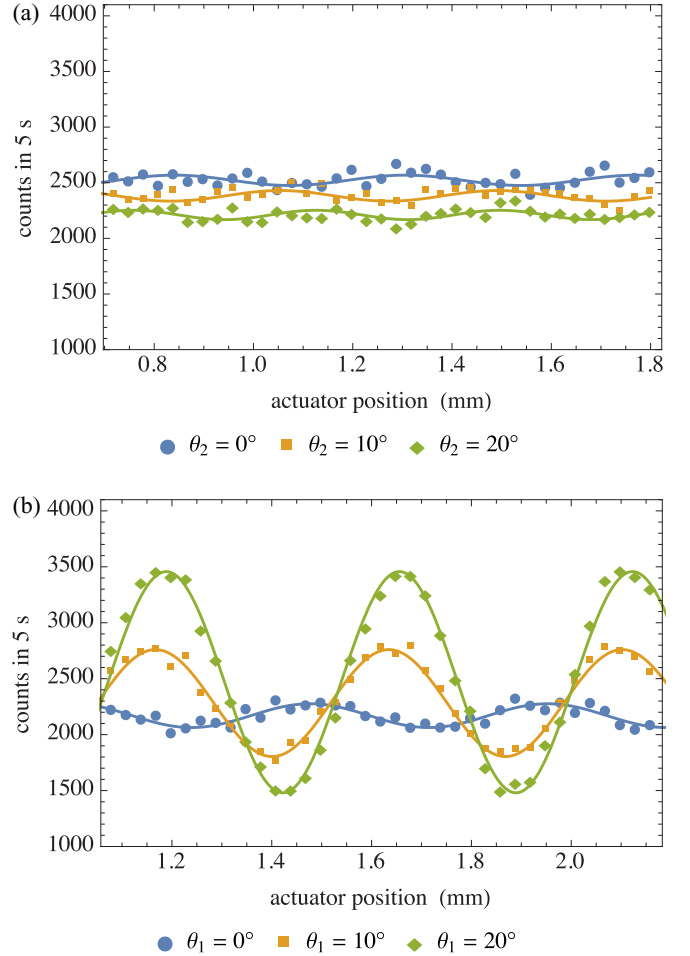 (a)
4000
3500
3000
2500
2000
1500
1000
counts in 5 s
0.8 1.0 1.2 1.4 1.6 1.8
actuator position (mm)
θ₂ = 0° θ₂ = 10° θ₂ = 20°
(b)
4000
3500
3000
2500
2000
1500
1000
counts in 5 s
1.2 1.4 1.6 1.8 2.0
actuator position (mm)
θ₁ = 0° θ₁ = 10° θ₁ = 20°